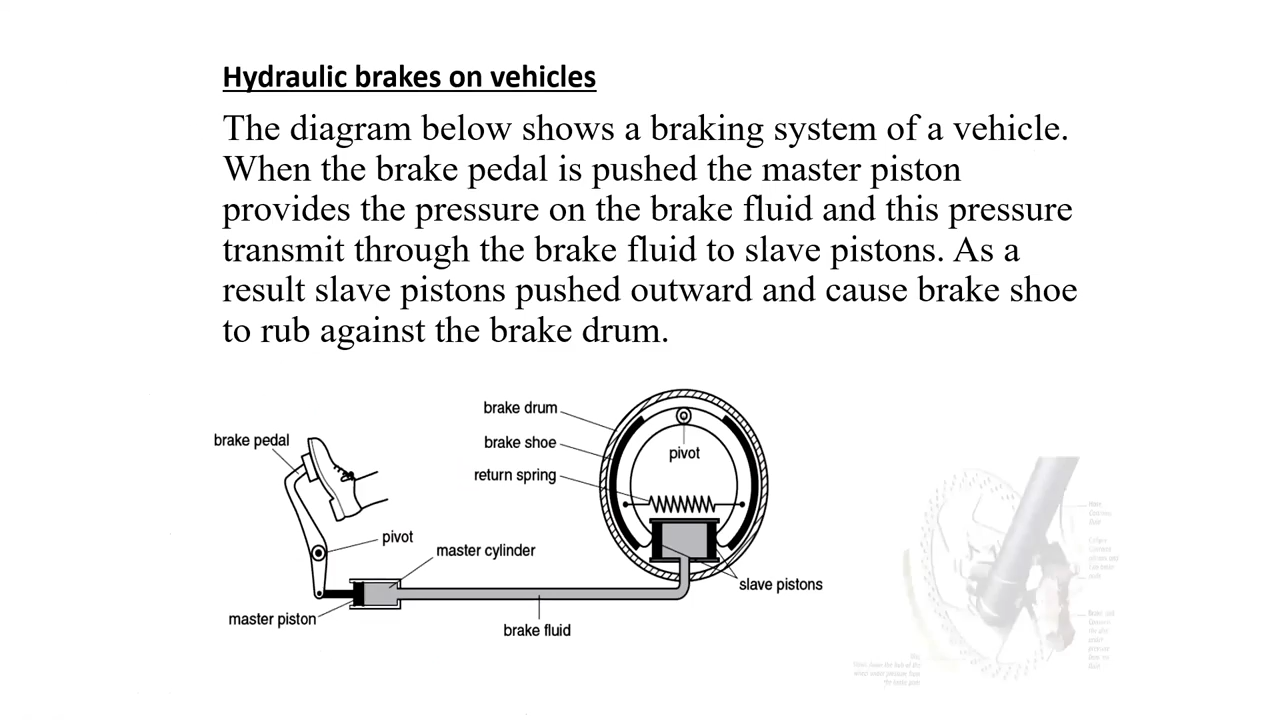 Hydraulic brakes on vehicles
The diagram below shows a braking system of a vehicle.
When the brake pedal is pushed the master piston
provides the pressure on the brake fluid and this pressure
transmit through the brake fluid to slave pistons. As a
result slave pistons pushed outward and cause brake shoe
to rub against the brake drum.
brake drum
brake pedal
brake shoe
pivot
return spring
pivot
master cylinder
slave pistons
master piston
brake fluid